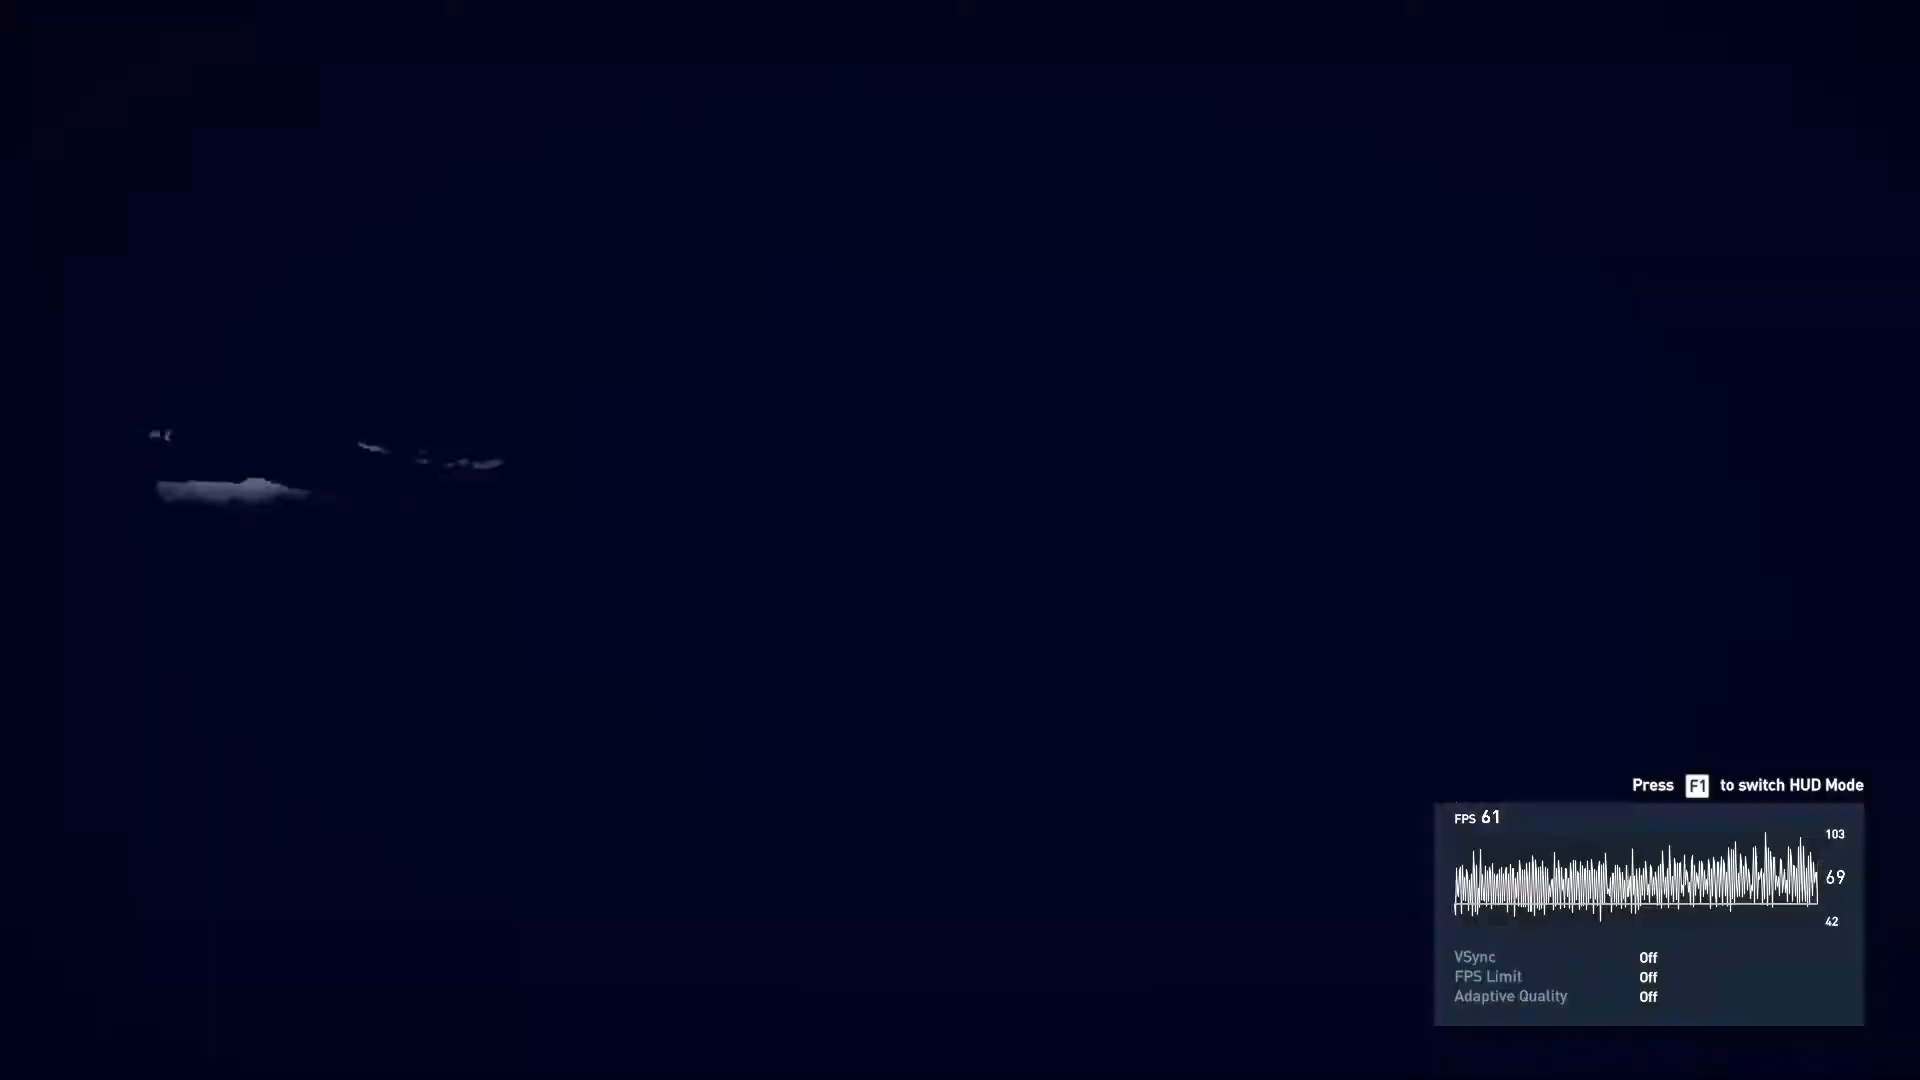 Press F1 to switch HUD Mode
FPS 61
103
69
42
VSync Off
FPS Limit Off
Adaptive Quality Off